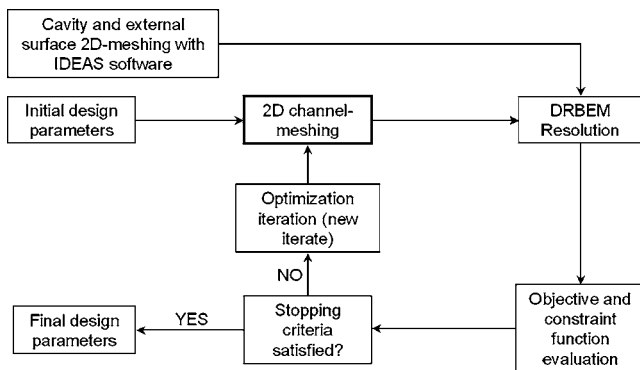 Cavity and external
surface 2D-meshing with
IDEAS software
Initial design
parameters
2D channel-
meshing
DRBEM
Resolution
Optimization
iteration (new
iterate)
NO
Final design
parameters
YES
Stopping
criteria
satisfied?
Objective and
constraint
function
evaluation